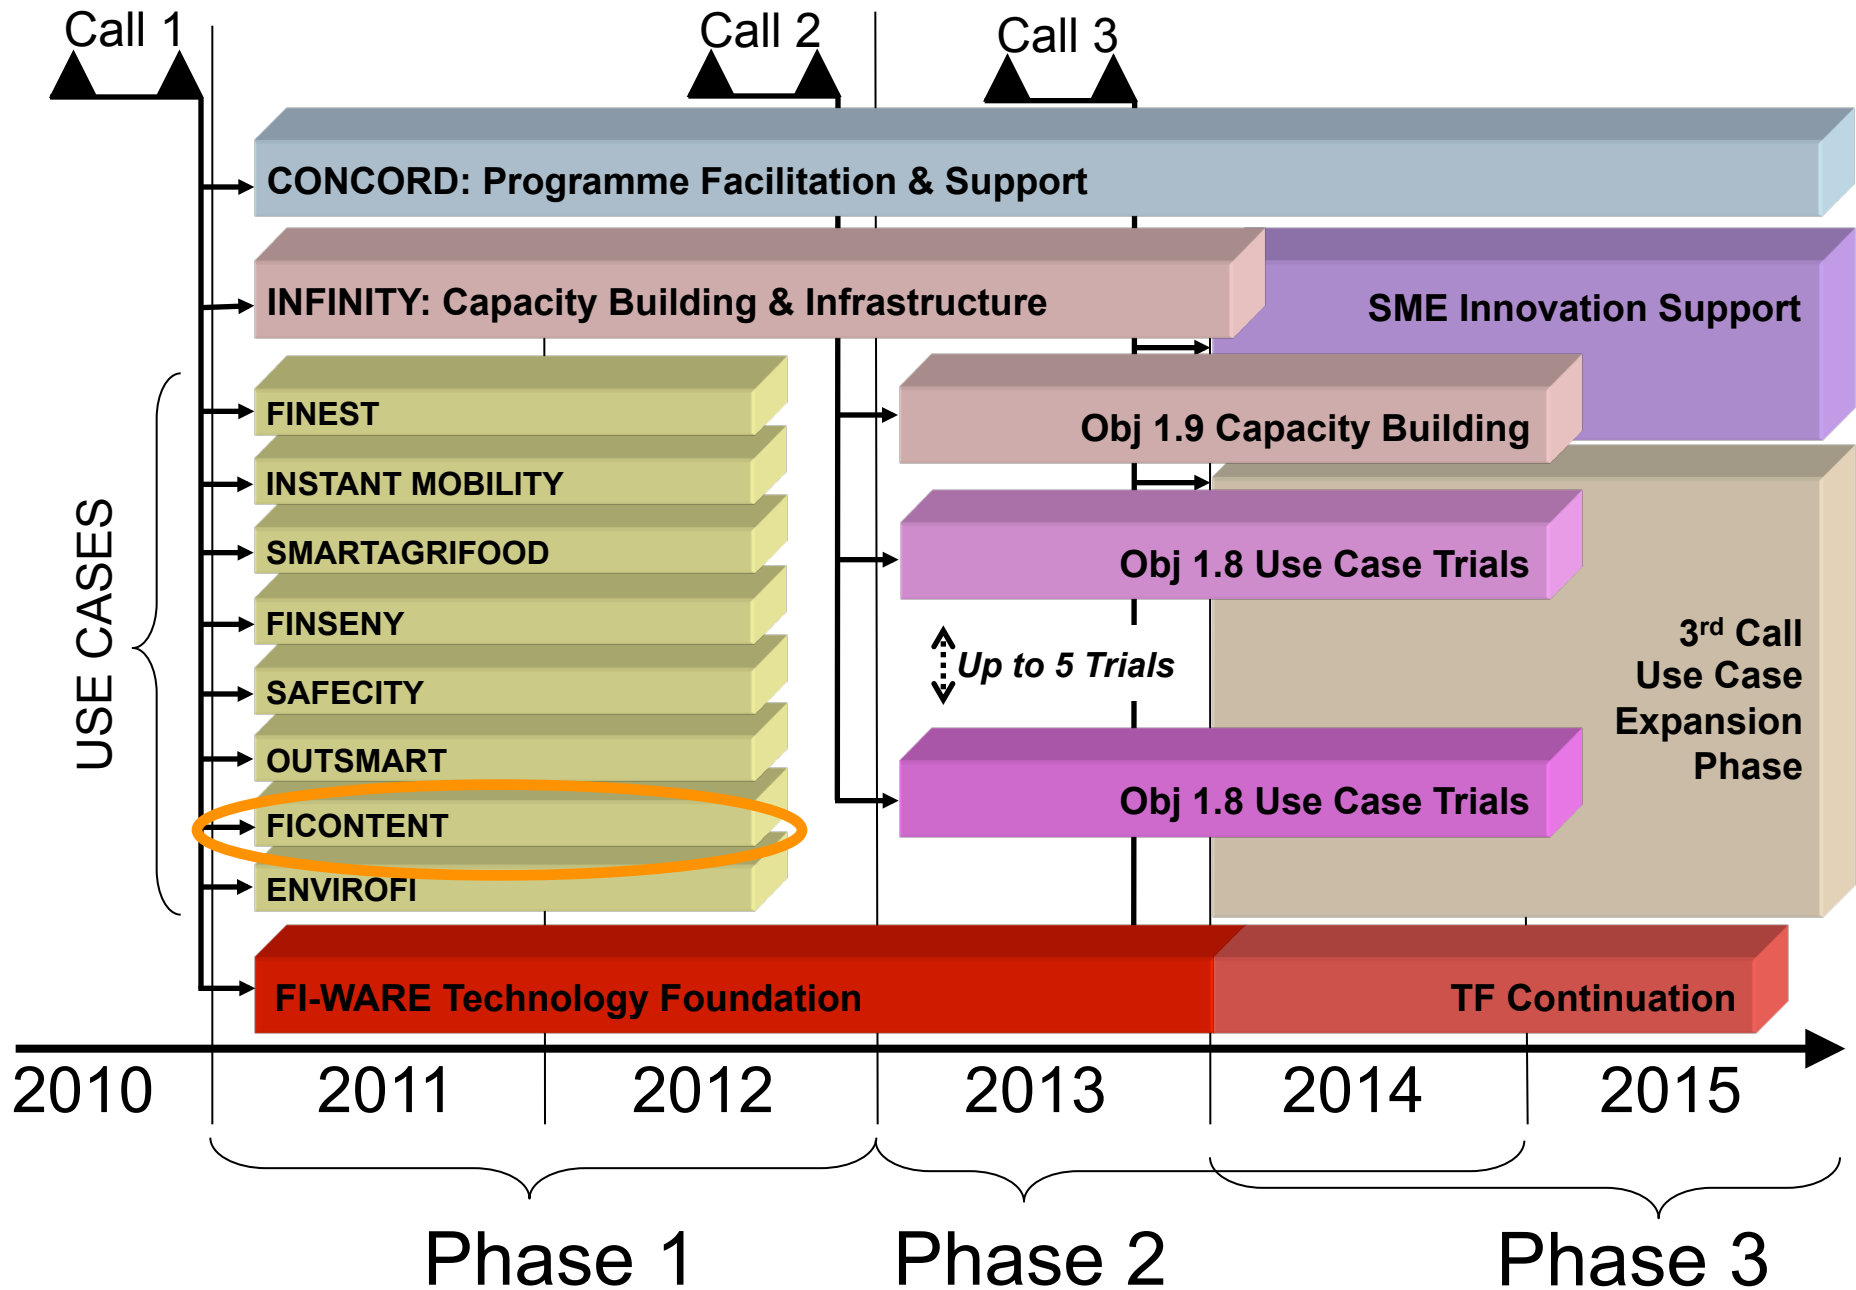 Call 1
Call 2
Call 3
CONCORD: Programme Facilitation & Support
INFINITY: Capacity Building & Infrastructure
SME Innovation Support
USE CASES
FINEST
INSTANT MOBILITY
SMARTAGRIFOOD
FINSENY
SAFECITY
OUTSMART
FICONTENT
ENVIROFI
Obj 1.9 Capacity Building
Obj 1.8 Use Case Trials
Up to 5 Trials
Obj 1.8 Use Case Trials
3rd Call
Use Case
Expansion
Phase
FI-WARE Technology Foundation
TF Continuation
2010
2011
2012
2013
2014
2015
Phase 1
Phase 2
Phase 3